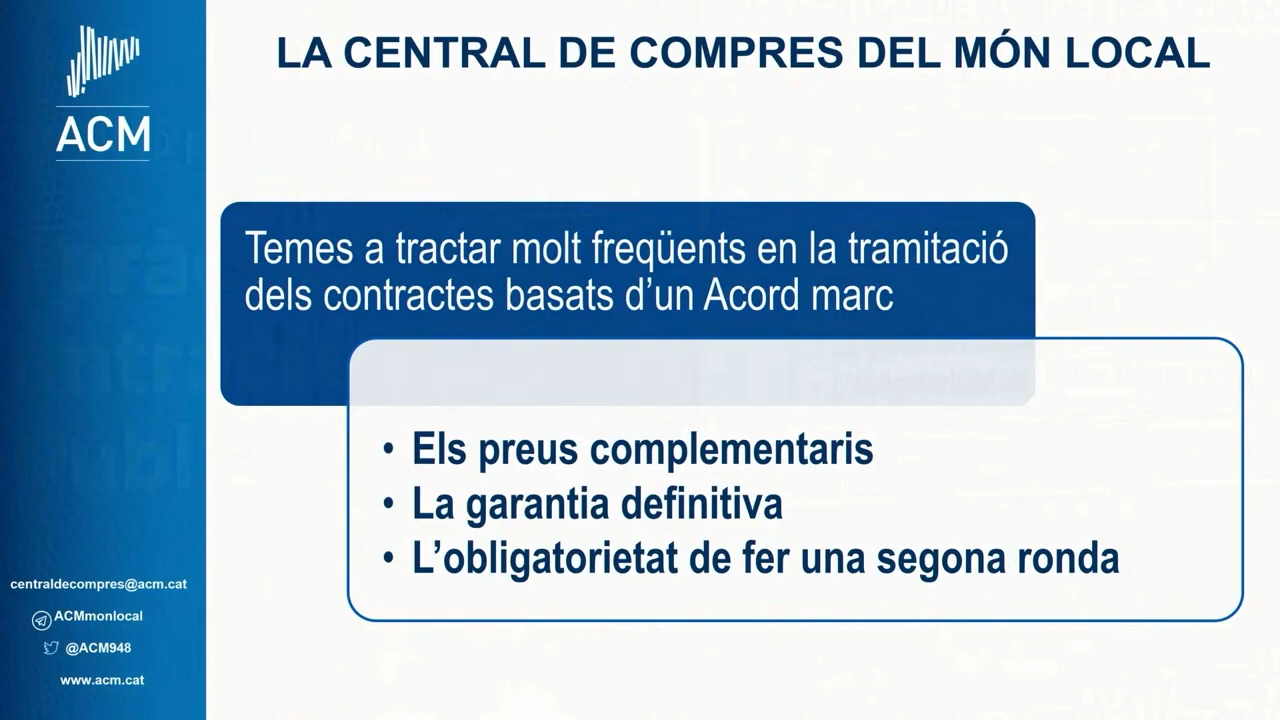 LA CENTRAL DE COMPRES DEL MÓN LOCAL
ACM
Temes a tractar molt freqüents en la tramitació
dels contractes basats d’un Acord marc
• Els preus complementaris
• La garantia definitiva
• L’obligatorietat de fer una segona ronda
centraldecompres@acm.cat
ACMmonlocal
@ACM948
www.acm.cat